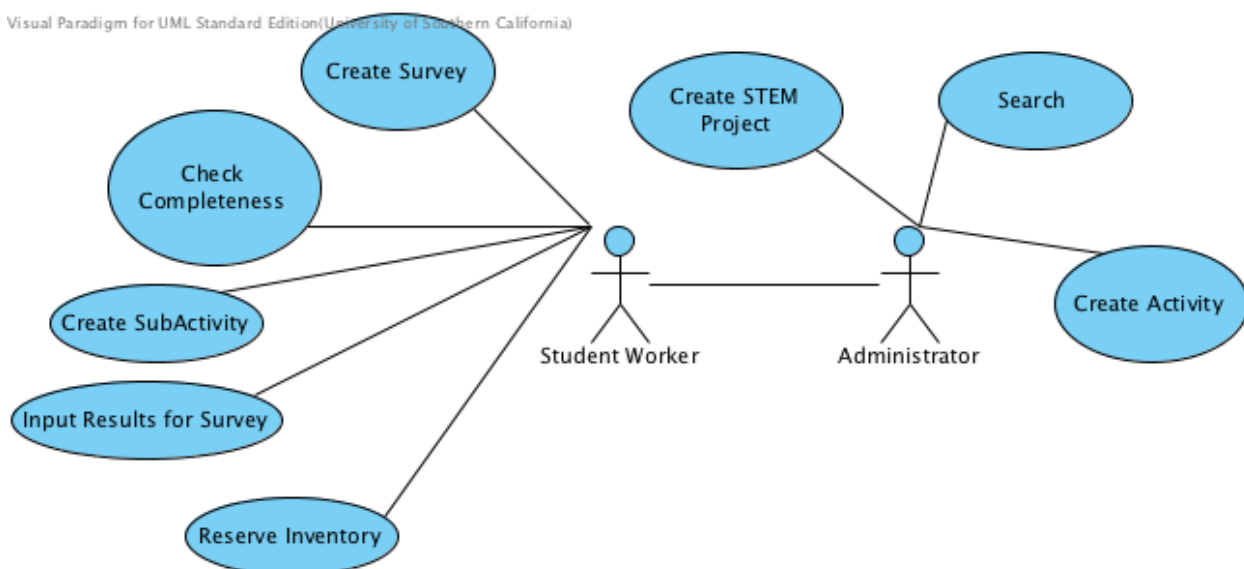 Visual Paradigm for UML Standard Edition(University of Southern California)
Create Survey
Create STEM
Project
Search
Check
Completeness
Create SubActivity
Create Activity
Student Worker
Administrator
Input Results for Survey
Reserve Inventory